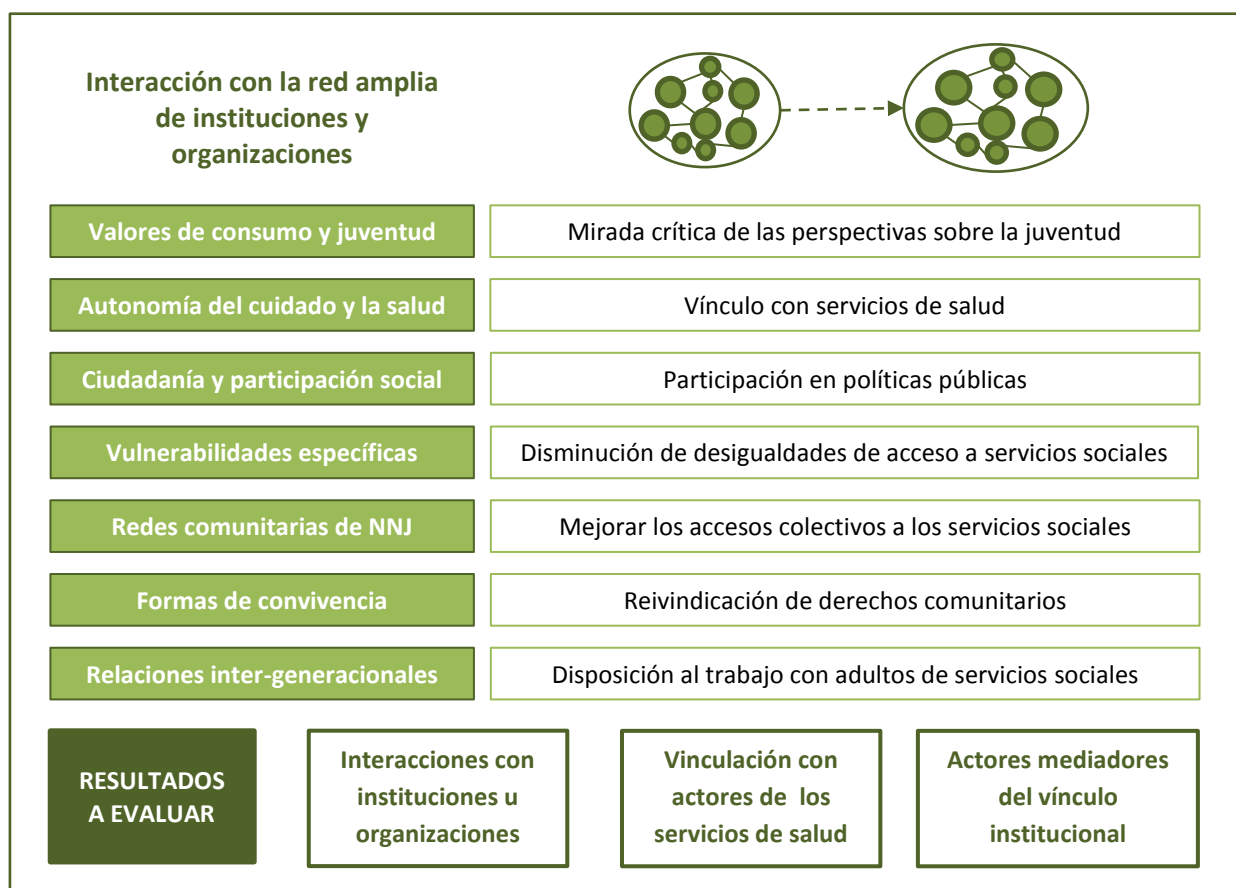 Interacción con la red amplia
de instituciones y
organizaciones
Valores de consumo y juventud
Mirada crítica de las perspectivas sobre la juventud
Autonomía del cuidado y la salud
Vínculo con servicios de salud
Ciudadanía y participación social
Participación en políticas públicas
Vulnerabilidades específicas
Disminución de desigualdades de acceso a servicios sociales
Redes comunitarias de NNJ
Mejorar los accesos colectivos a los servicios sociales
Formas de convivencia
Reivindicación de derechos comunitarios
Relaciones inter-generacionales
Disposición al trabajo con adultos de servicios sociales
RESULTADOS
A EVALUAR
Interacciones con
instituciones u
organizaciones
Vinculación con
actores de los
servicios de salud
Actores mediadores
del vínculo
institucional